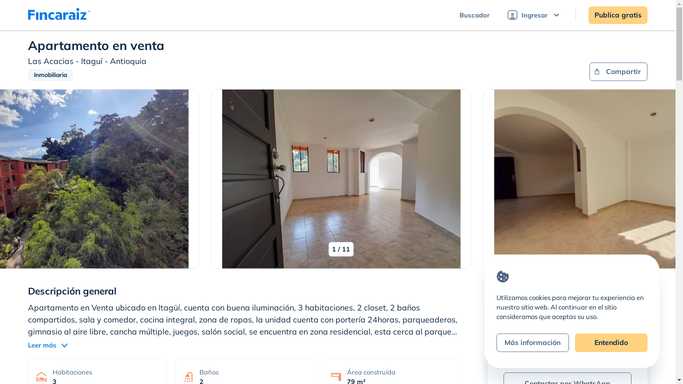 Fincaraiz
Buscador
Ingresar
Publica gratis
Apartamento en venta
Las Acacias - Itaguí - Antioquia
Inmobiliaria
Compartir
1 / 11
Descripción general
Apartamento en Venta ubicado en Itagüí, cuenta con buena iluminación, 3 habitaciones, 2 closet, 2 baños
compartidos, sala y comedor, cocina integral, zona de ropas, la unidad cuenta con portería 24horas, parqueaderos,
gimnasio al aire libre, cancha múltiple, juegos, salón social, se encuentra en zona residencial, esta cerca al parque...
Leer más
Habitaciones
3
Baños
2
Área construida
79 m²
Utilizamos cookies para mejorar tu experiencia en
nuestro sitio web. Al continuar en el sitio
consideramos que aceptas su uso.
Más información
Entendido
Contactar por WhatsApp